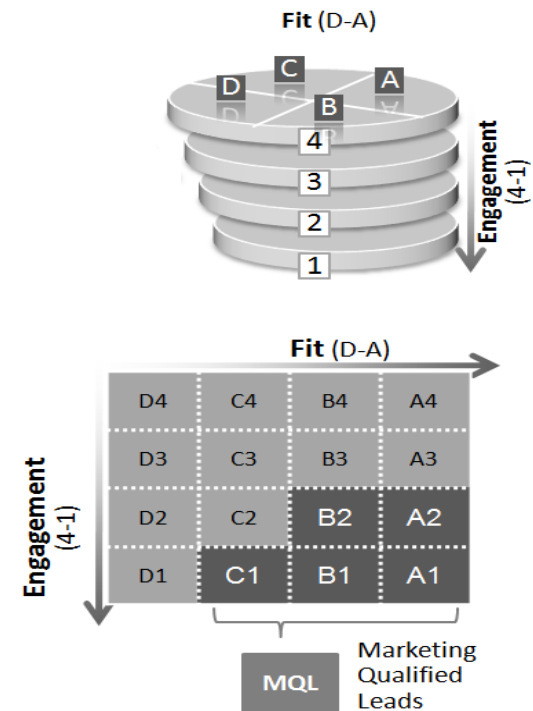 Fit (D-A)
C
D
A
B
4
3
2
1
Engagement
(4-1)
Fit (D-A)
D4 C4 B4 A4
D3 C3 B3 A3
D2 C2 B2 A2
D1 C1 B1 A1
Engagement
(4-1)
MQL
Marketing
Qualified
Leads